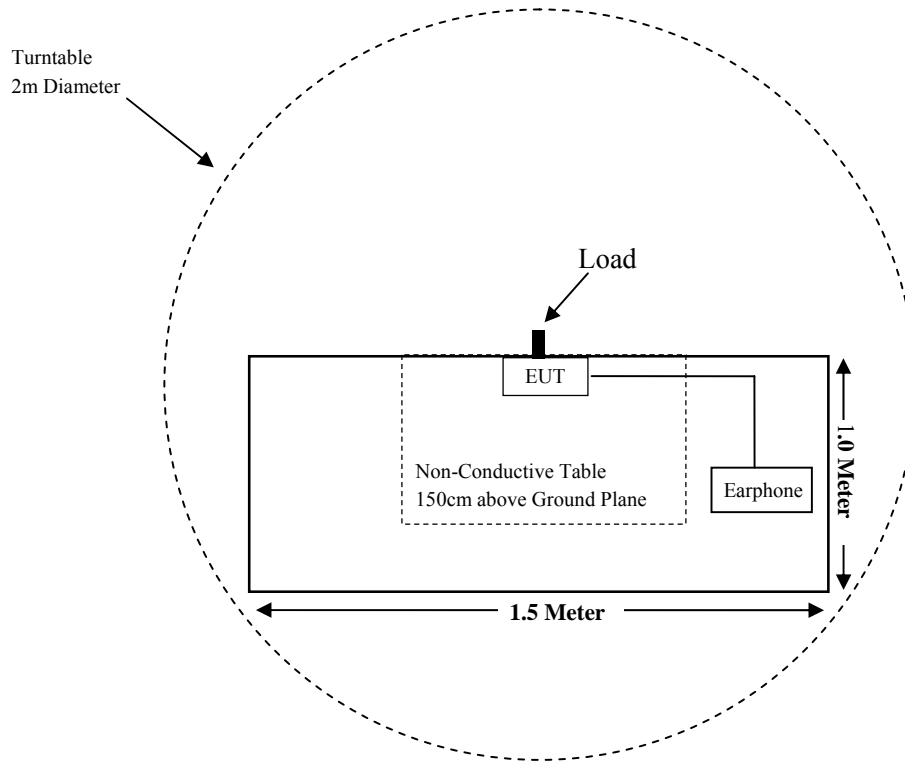 Turntable
2m Diameter
Load
EUT
Non-Conductive Table
150cm above Ground Plane
Earphone
1.0 Meter
1.5 Meter